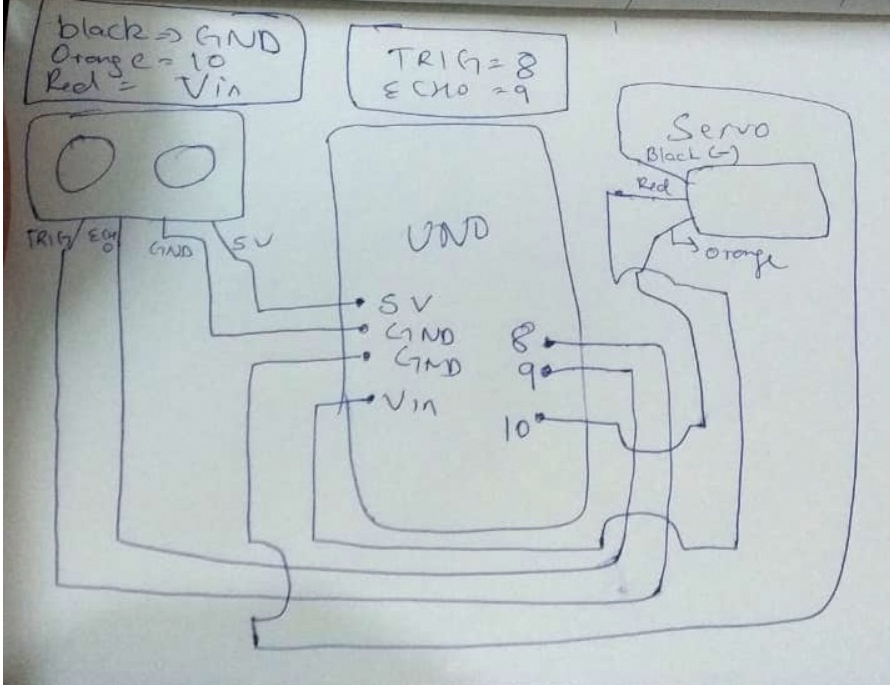 black => GND
Orange = 10
Red = Vin
TRIG = 8
ECHO = 9
Servo
Black (-)
Red
Orange
TRIG
ECHO
GND
5V
UNO
5V
GND
GND
Vin
8
9
10